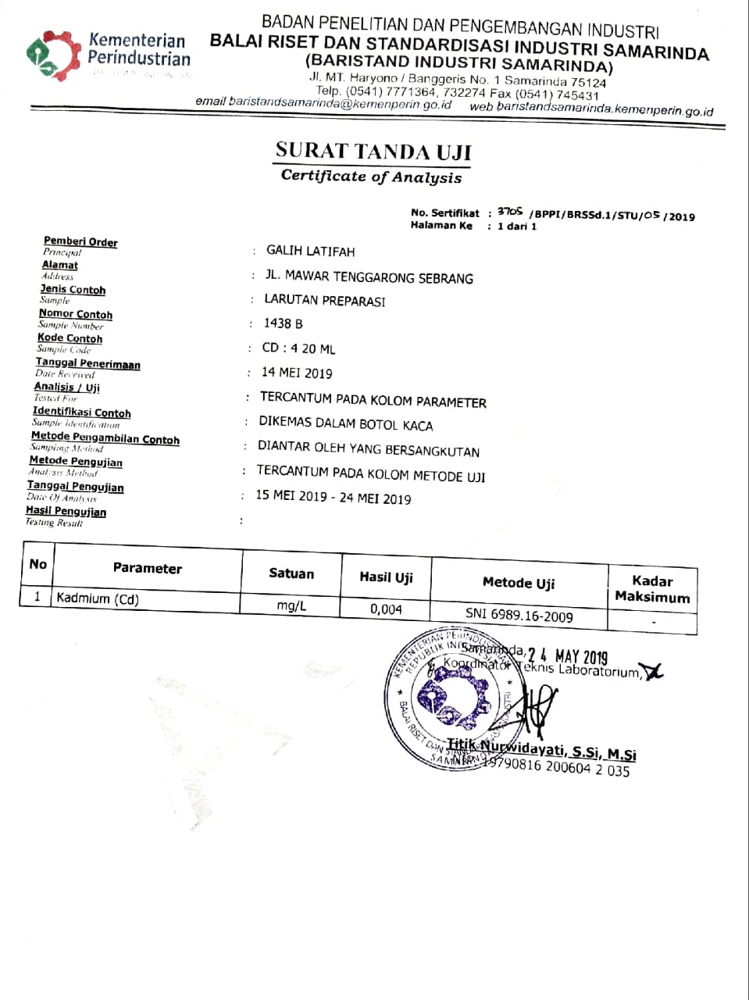 Kementerian
Perindustrian
BADAN PENELITIAN DAN PENGEMBANGAN INDUSTRI
BALAI RISET DAN STANDARDISASI INDUSTRI SAMARINDA
(BARISTAND INDUSTRI SAMARINDA)
Jl. MT. Haryono / Banggeris No. 1 Samarinda 75124
Telp. (0541) 7771364, 732274 Fax (0541) 745431
email baristandsamarinda@kemenperin.go.id web baristandsamarinda.kemenperin.go.id
SURAT TANDA UJI
Certificate of Analysis
No. Sertifikat : 3705 /BPPI/BRSSd.1/STU/05/2019
Halaman Ke : 1 dari 1
Pemberi Order : GALIH LATIFAH
Principal
Alamat : JL. MAWAR TENGGARONG SEBRANG
Address
Jenis Contoh : LARUTAN PREPARASI
Sample
Nomor Contoh : 1438 B
Sample Number
Kode Contoh : CD : 4 20 ML
Sample Code
Tanggal Penerimaan : 14 MEI 2019
Date Received
Analisis / Uji : TERCANTUM PADA KOLOM PARAMETER
Tested For
Identifikasi Contoh : DIKEMAS DALAM BOTOL KACA
Sample Identification
Metode Pengambilan Contoh : DIANTAR OLEH YANG BERSANGKUTAN
Sampling Method
Metode Pengujian : TERCANTUM PADA KOLOM METODE UJI
Analysis Method
Tanggal Pengujian : 15 MEI 2019 - 24 MEI 2019
Date Of Analysis
Hasil Pengujian :
Testing Result
No Parameter Satuan Hasil Uji Metode Uji Kadar Maksimum
1 Kadmium (Cd) mg/L 0,004 SNI 6989.16-2009 -
Samarinda, 24 MAY 2019
Koordinator Teknis Laboratorium,
KEMENTERIAN PERINDUSTRIAN
REPUBLIK INDONESIA
BALAI RISET DAN STANDARDISASI INDUSTRI
SAMARINDA
Titik Nurwidayati, S.Si, M.Si
NIP. 19790816 200604 2 035